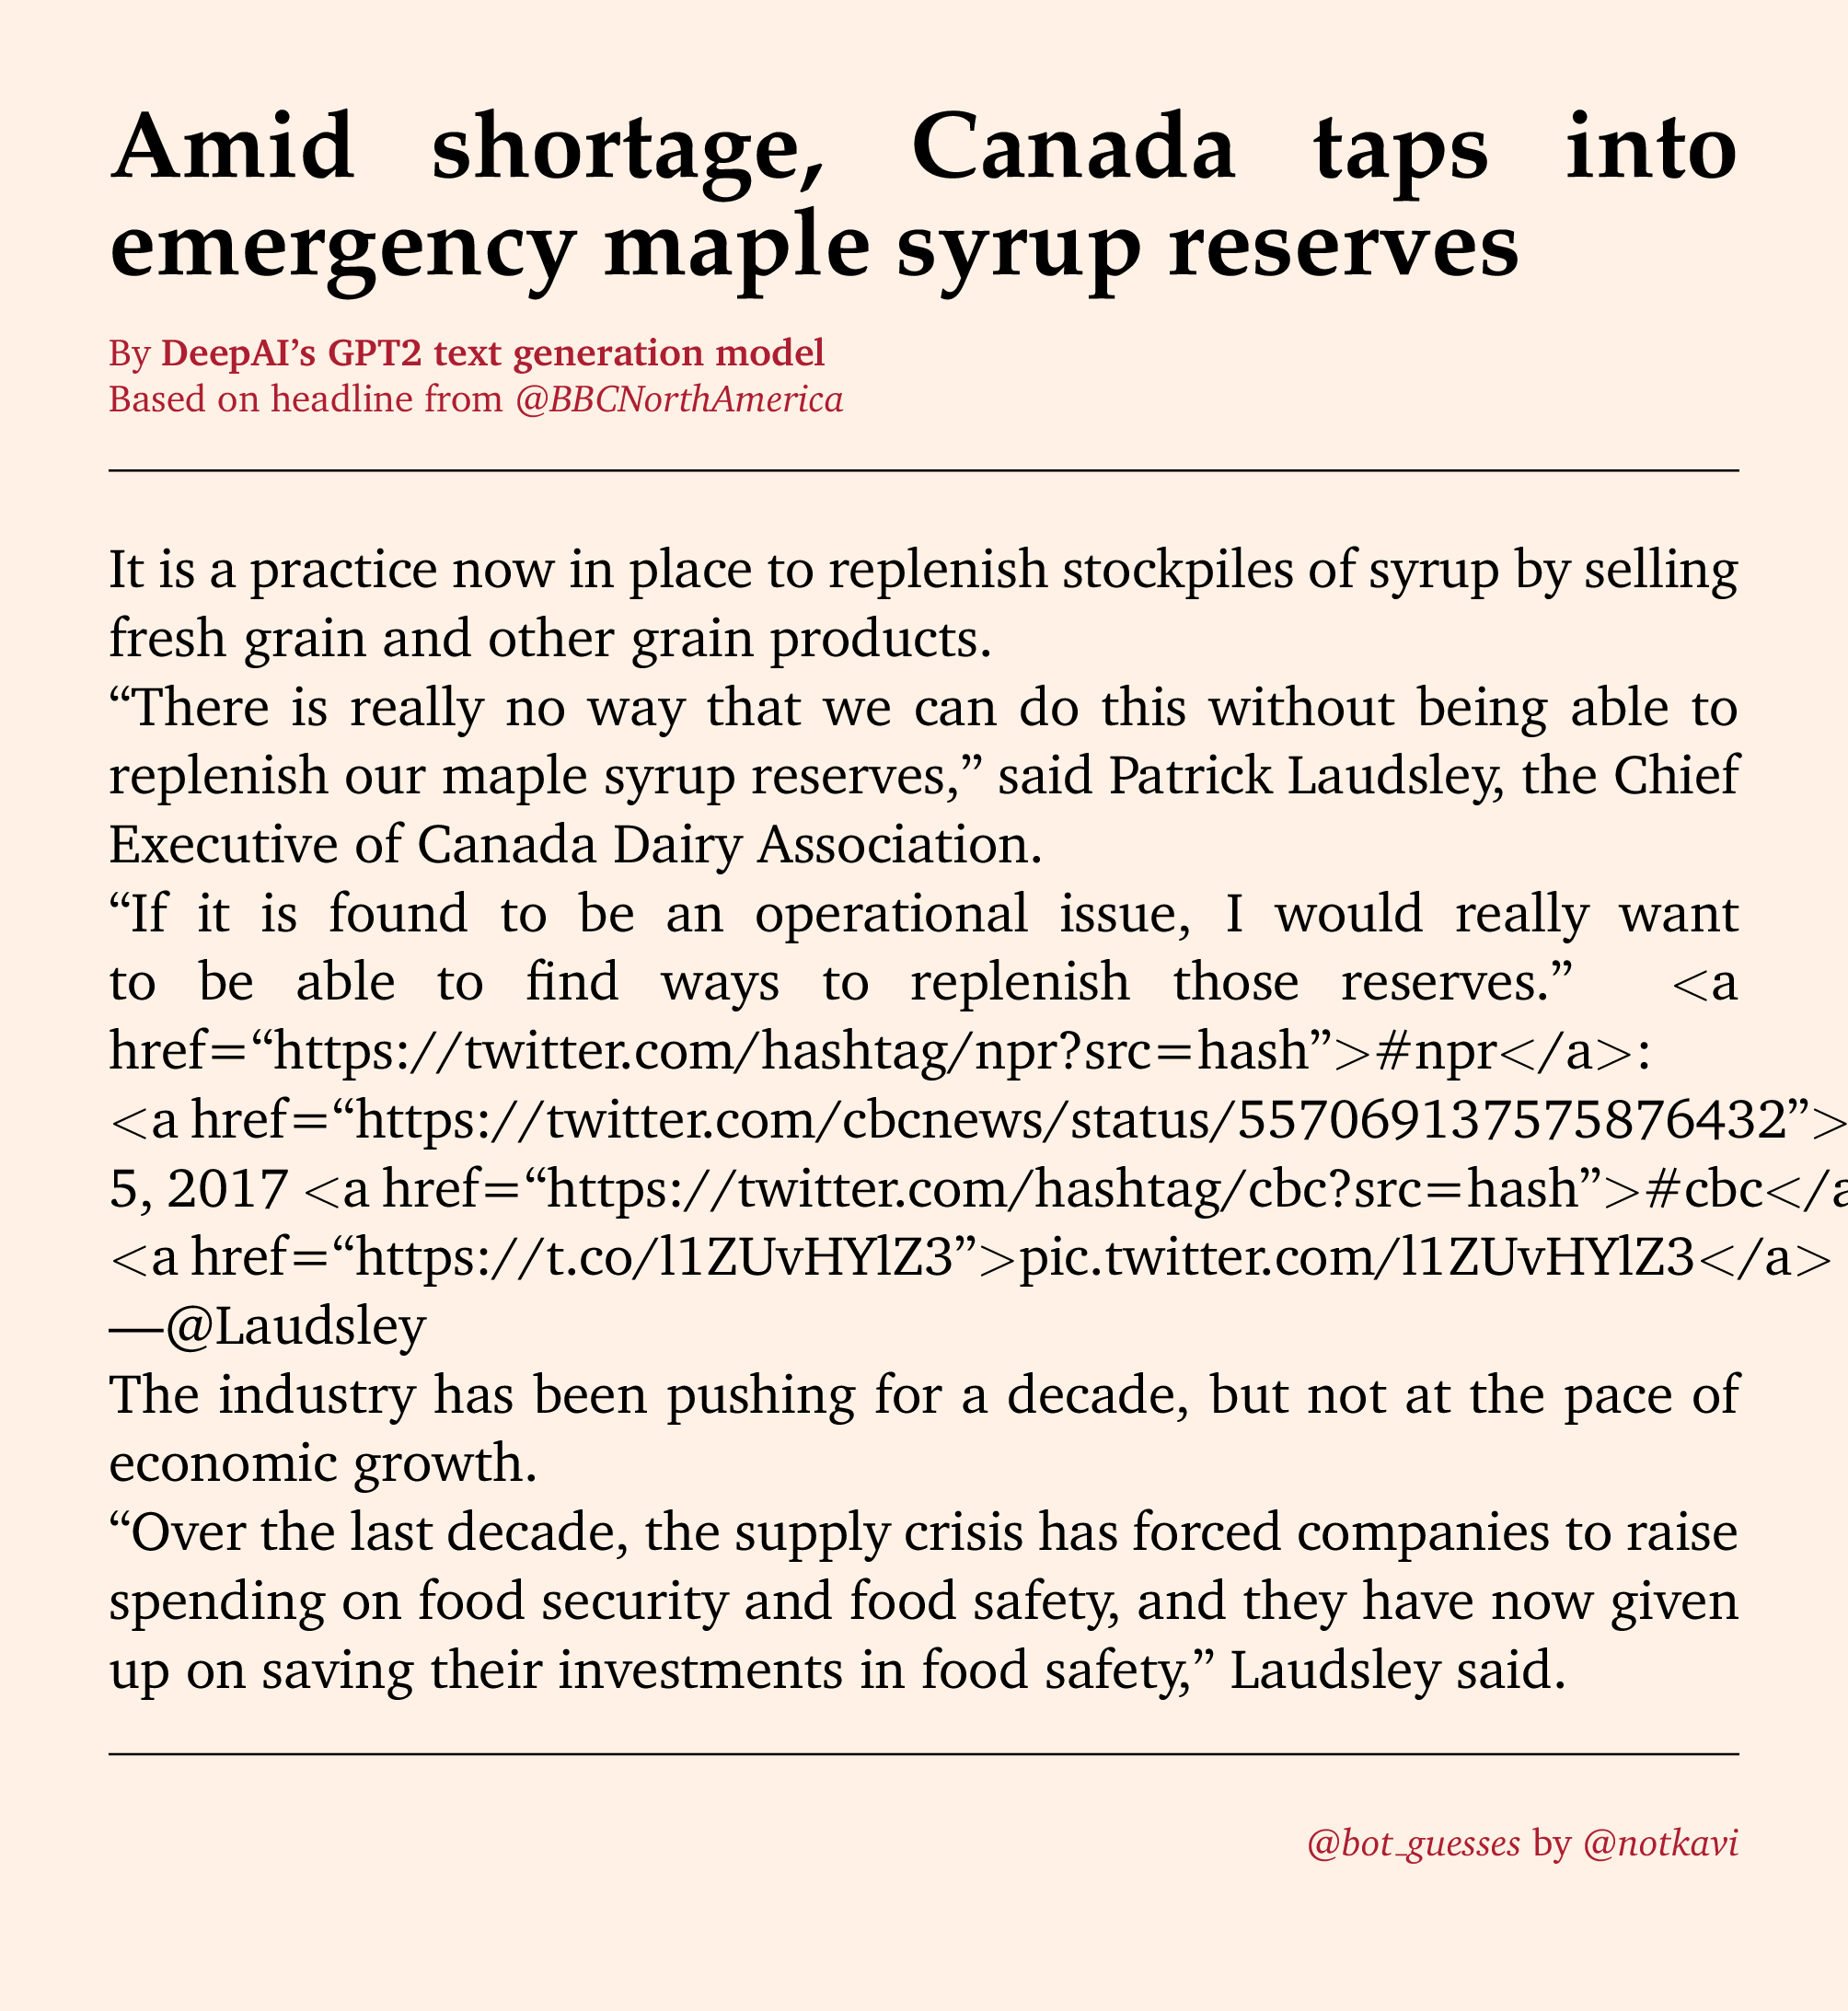 Amid shortage, Canada taps into
emergency maple syrup reserves
By DeepAI’s GPT2 text generation model
Based on headline from @BBCNorthAmerica
It is a practice now in place to replenish stockpiles of syrup by selling
fresh grain and other grain products.
“There is really no way that we can do this without being able to
replenish our maple syrup reserves,” said Patrick Laudsley, the Chief
Executive of Canada Dairy Association.
“If it is found to be an operational issue, I would really want
to be able to find ways to replenish those reserves.” <a
href=“https://twitter.com/hashtag/npr?src=hash”>#npr</a>:
<a href=“https://twitter.com/cbcnews/status/557069137575876432”>
5, 2017 <a href=“https://twitter.com/hashtag/cbc?src=hash”>#cbc</a
<a href=“https://t.co/l1ZUvHYlZ3”>pic.twitter.com/l1ZUvHYlZ3</a>
—@Laudsley
The industry has been pushing for a decade, but not at the pace of
economic growth.
“Over the last decade, the supply crisis has forced companies to raise
spending on food security and food safety, and they have now given
up on saving their investments in food safety,” Laudsley said.
@bot_guesses by @notkavi